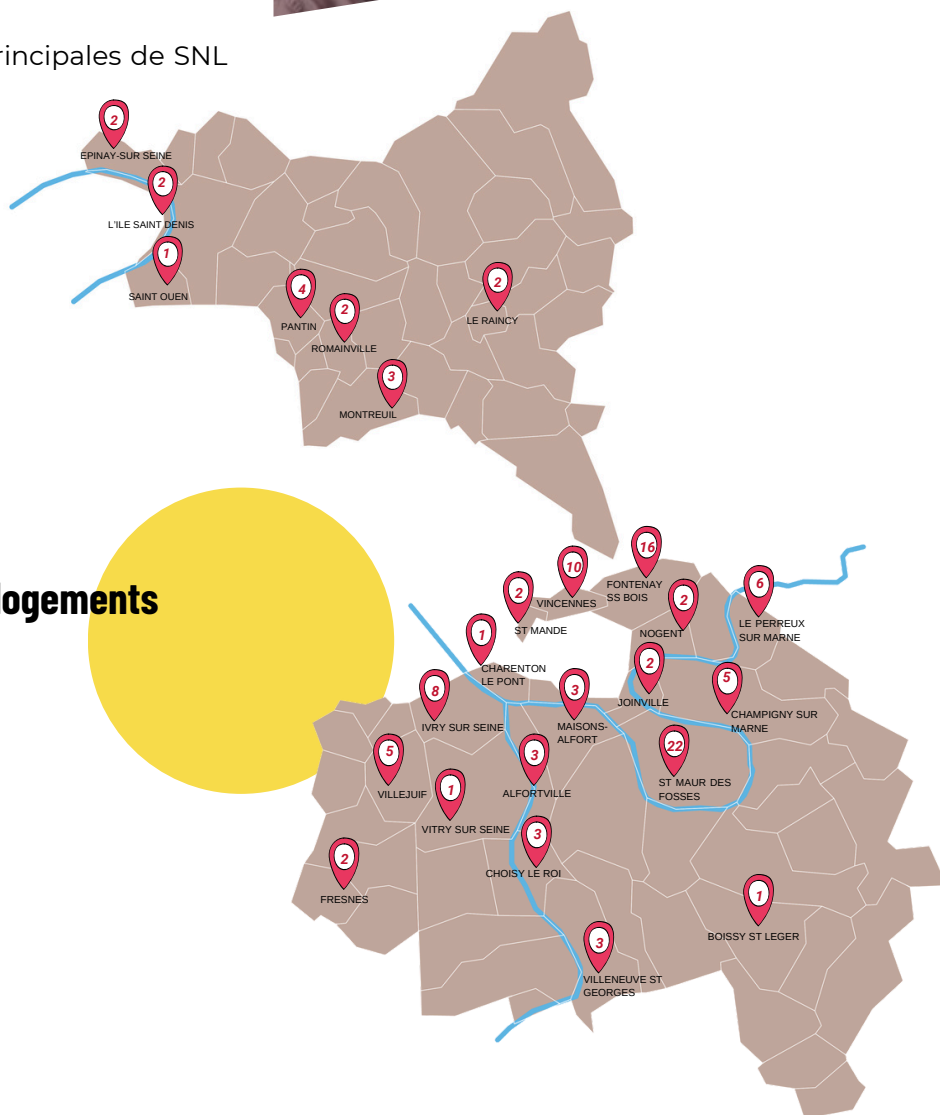 rincipales de SNL
2
EPINAY-SUR SEINE
2
L'ILE SAINT DENIS
1
SAINT OUEN
4
PANTIN
2
ROMAINVILLE
2
LE RAINCY
3
MONTREUIL
logements
16
FONTENAY
SS BOIS
10
VINCENNES
2
ST MANDE
2
NOGENT
6
LE PERREUX
SUR MARNE
1
CHARENTON
LE PONT
2
JOINVILLE
5
CHAMPIGNY SUR
MARNE
8
IVRY SUR SEINE
3
MAISONS-
ALFORT
22
ST MAUR DES
FOSSES
5
VILLEJUIF
3
ALFORTVILLE
1
VITRY SUR SEINE
3
CHOISY LE ROI
2
FRESNES
1
BOISSY ST LEGER
3
VILLENEUVE ST
GEORGES